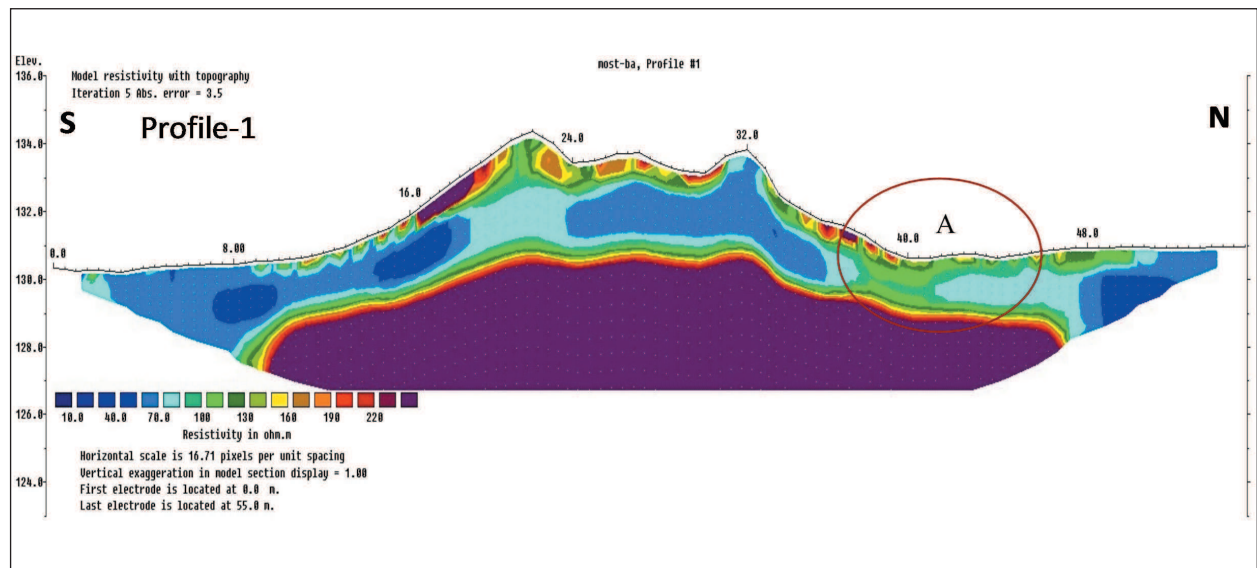 most-ba, Profile #1
Elev.
136.0
Model resistivity with topography
Iteration 5 Abs. error = 3.5
S Profile-1 N
134.0
24.0
32.0
132.0
16.0
A
40.0
48.0
0.0
8.00
130.0
128.0
126.0
10.0 40.0 70.0 100 130 160 190 220
Resistivity in ohm.m
Horizontal scale is 16.71 pixels per unit spacing
Vertical exaggeration in model section display = 1.00
124.0
First electrode is located at 0.0 m.
Last electrode is located at 55.0 m.